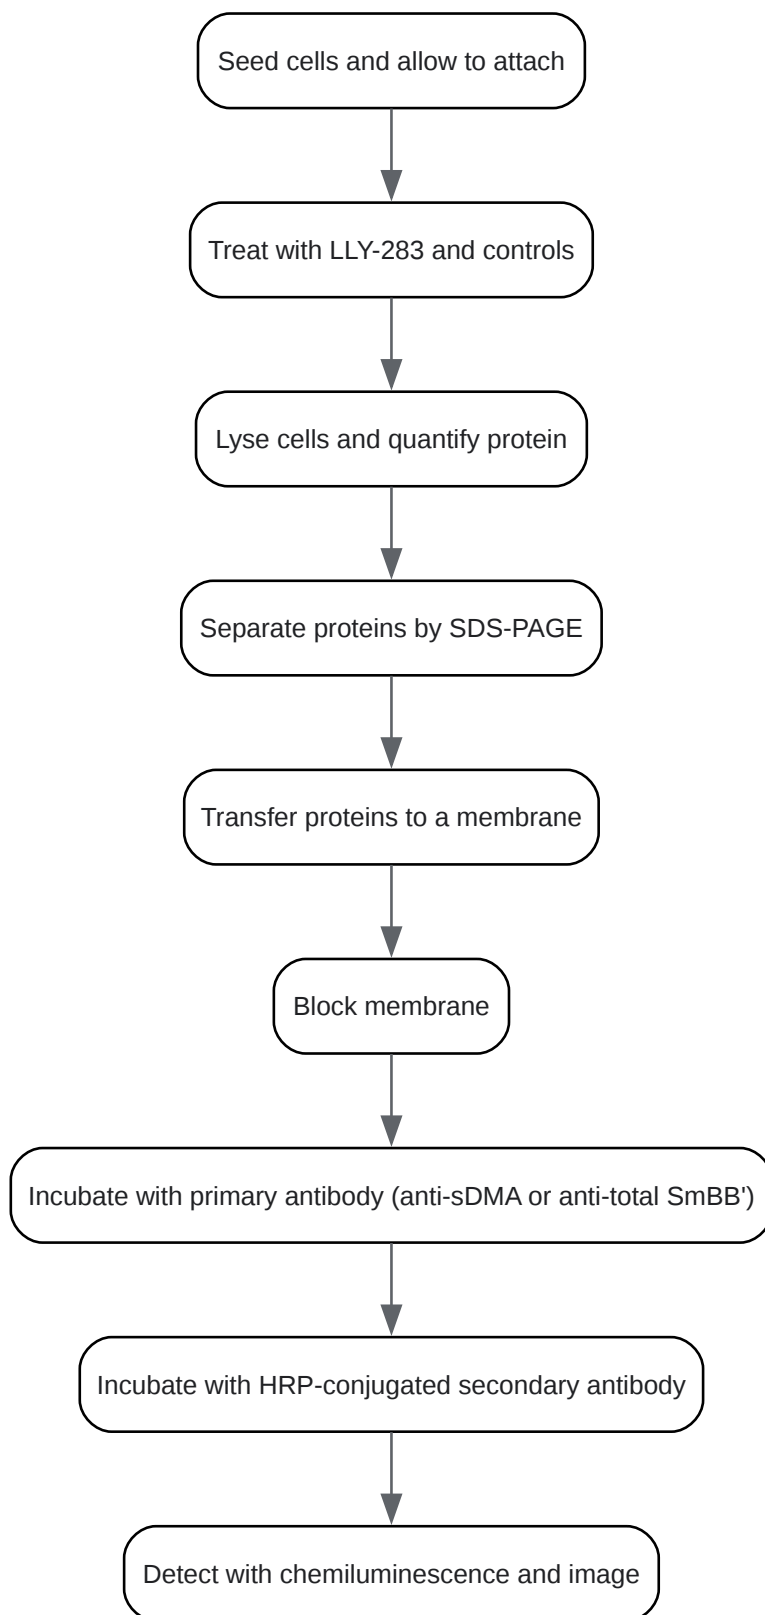 Seed cells and allow to attach
Treat with LLY-283 and controls
Lyse cells and quantify protein
Separate proteins by SDS-PAGE
Transfer proteins to a membrane
Block membrane
Incubate with primary antibody (anti-sDMA or anti-total SmBB')
Incubate with HRP-conjugated secondary antibody
Detect with chemiluminescence and image